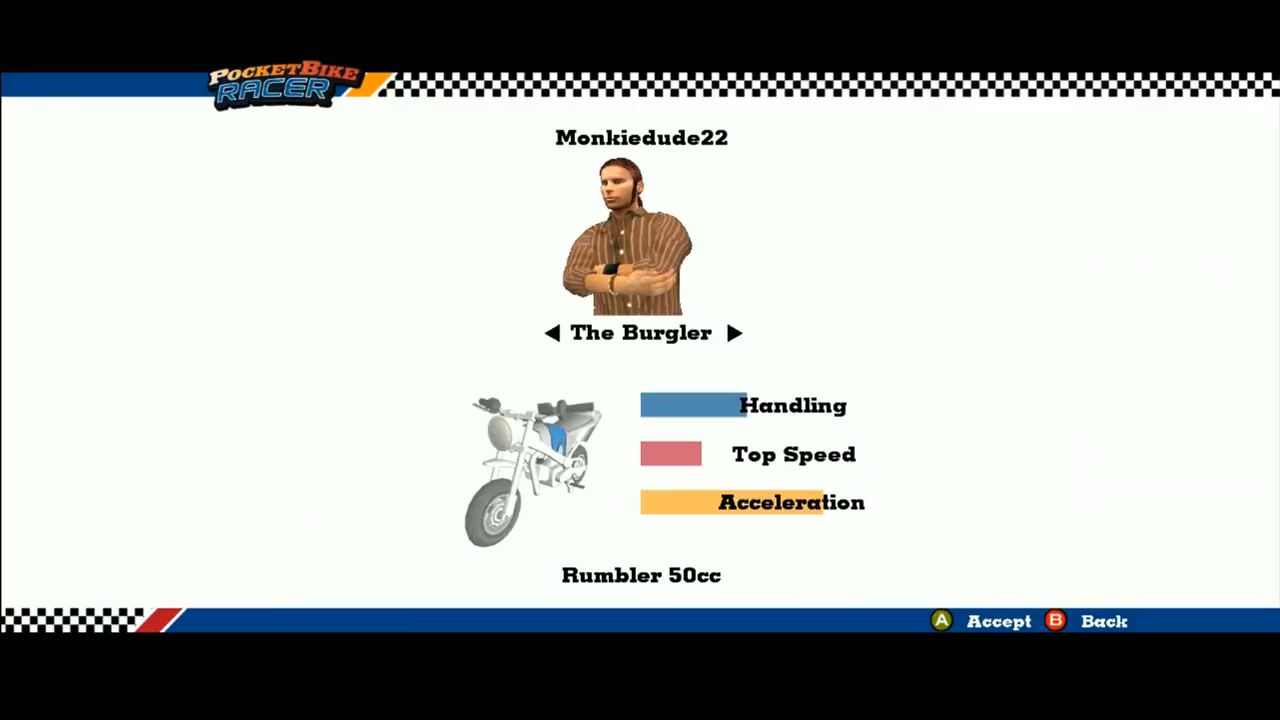 POCKETBIKE
RACER
Monkiedude22
The Burgler
Handling
Top Speed
Acceleration
Rumbler 50cc
A Accept B Back